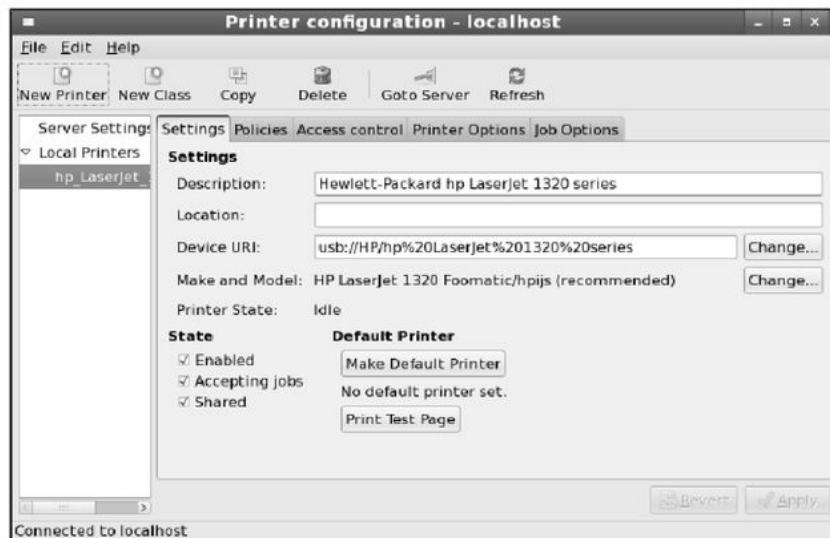 Printer configuration - localhost
File Edit Help
New Printer New Class Copy Delete Goto Server Refresh
Server Settings
Local Printers
hp_LaserJet_1
Settings Policies Access control Printer Options Job Options
Settings
Description: Hewlett-Packard hp LaserJet 1320 series
Location:
Device URI: usb://HP/hp%20LaserJet%201320%20series Change...
Make and Model: HP LaserJet 1320 Foomatic/hpijs (recommended) Change...
Printer State: Idle
State Default Printer
Enabled Make Default Printer
Accepting jobs No default printer set.
Shared Print Test Page
Revert Apply
Connected to localhost